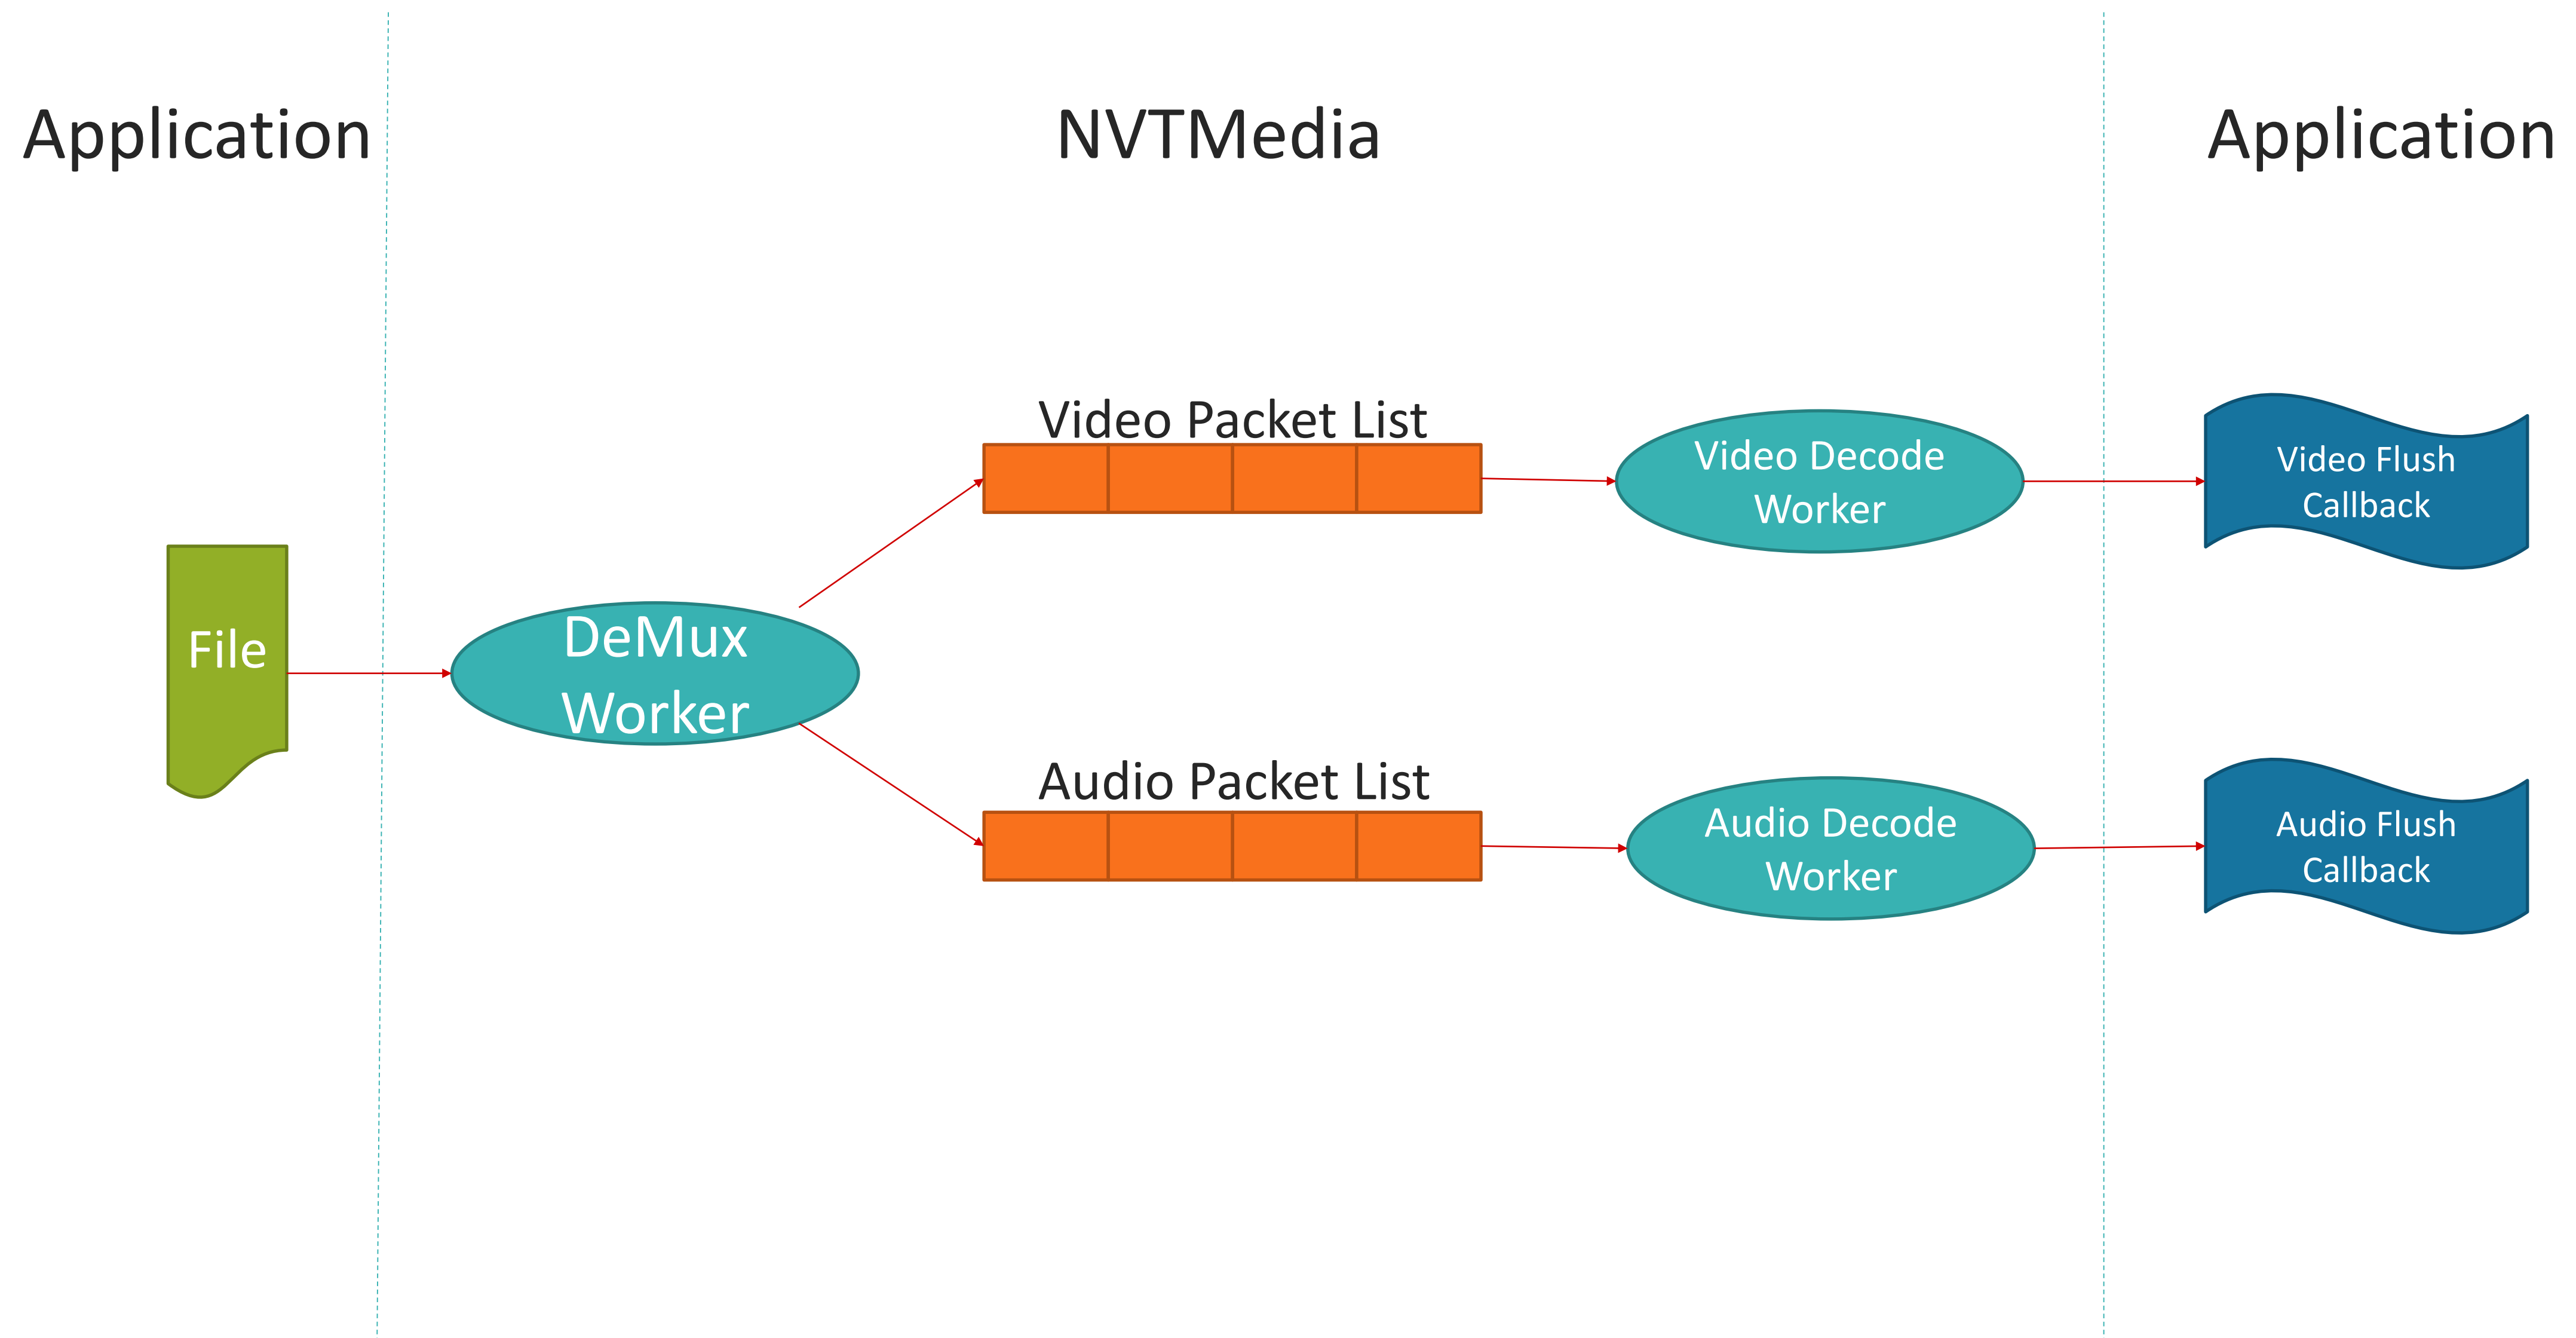 Application
NVTMedia
Application
Video Packet List
Video Decode
Worker
Video Flush
Callback
File
DeMux
Worker
Audio Packet List
Audio Decode
Worker
Audio Flush
Callback